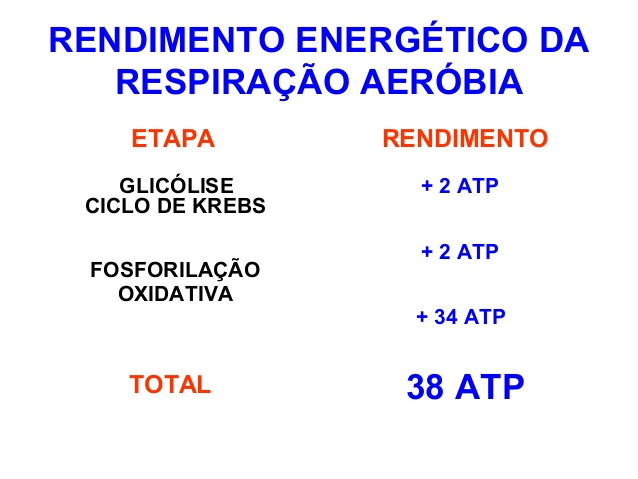 RENDIMENTO ENERGÉTICO DA
RESPIRAÇÃO AERÓBIA
ETAPA RENDIMENTO
GLICÓLISE + 2 ATP
CICLO DE KREBS
+ 2 ATP
FOSFORILAÇÃO
OXIDATIVA
+ 34 ATP
TOTAL 38 ATP